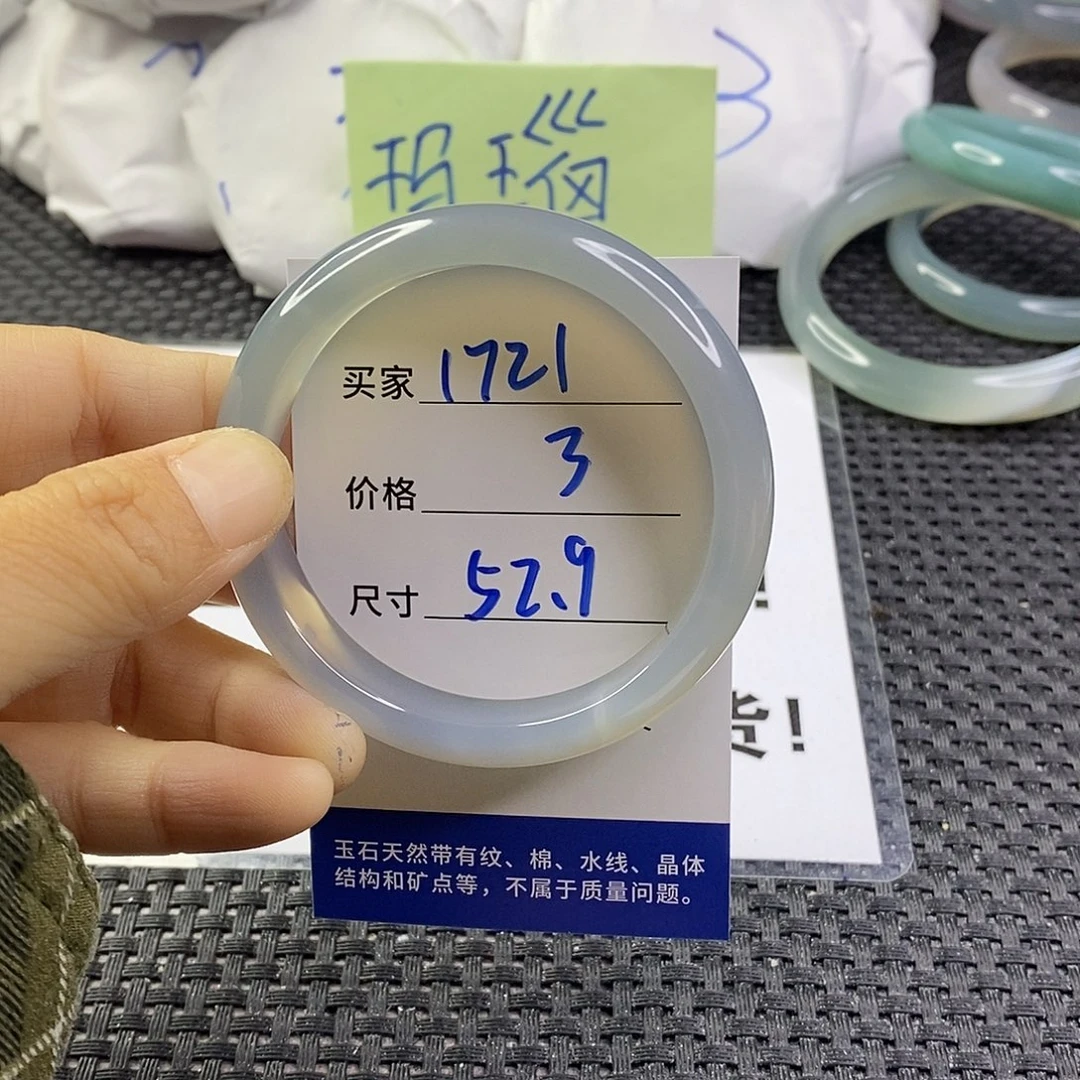 玛瑙
买家 1721
价格 3
尺寸 52.9
货!
玉石天然带有纹、棉、水线、晶体
结构和矿点等，不属于质量问题。